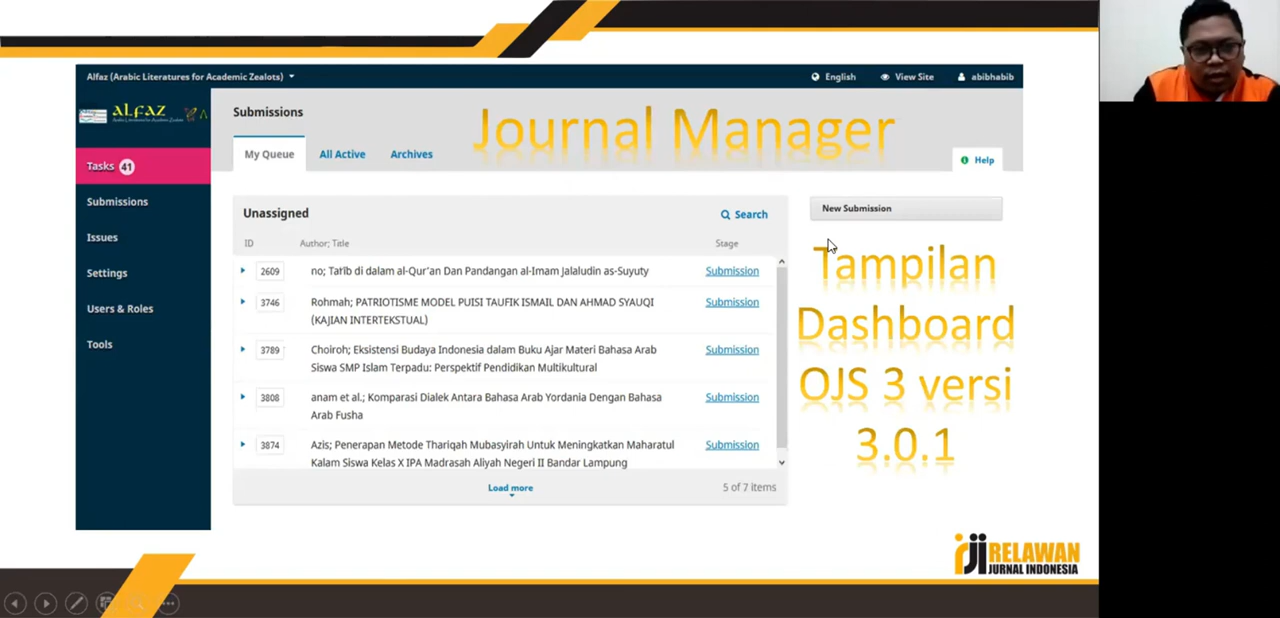 Alfaz (Arabic Literatures for Academic Zealots)
English
View Site
abibhabib
alfaz
Submissions
Journal Manager
My Queue
All Active
Archives
Help
Tasks 41
Submissions
Issues
Settings
Users & Roles
Tools
Unassigned
Search
New Submission
ID
Author; Title
Stage
2609
no; Ta'rîb di dalam al-Qur'an Dan Pandangan al-Imam Jalaludin as-Suyuty
Submission
3746
Rohmah; PATRIOTISME MODEL PUISI TAUFIK ISMAIL DAN AHMAD SYAUQI
(KAJIAN INTERTEKSTUAL)
Submission
3789
Choiroh; Eksistensi Budaya Indonesia dalam Buku Ajar Materi Bahasa Arab
Siswa SMP Islam Terpadu: Perspektif Pendidikan Multikultural
Submission
3808
anam et al.; Komparasi Dialek Antara Bahasa Arab Yordania Dengan Bahasa
Arab Fusha
Submission
3874
Azis; Penerapan Metode Thariqah Mubasyirah Untuk Meningkatkan Maharatul
Kalam Siswa Kelas X IPA Madrasah Aliyah Negeri II Bandar Lampung
Submission
Load more
5 of 7 items
Tampilan
Dashboard
OJS 3 versi
3.0.1
rji RELAWAN
JURNAL INDONESIA